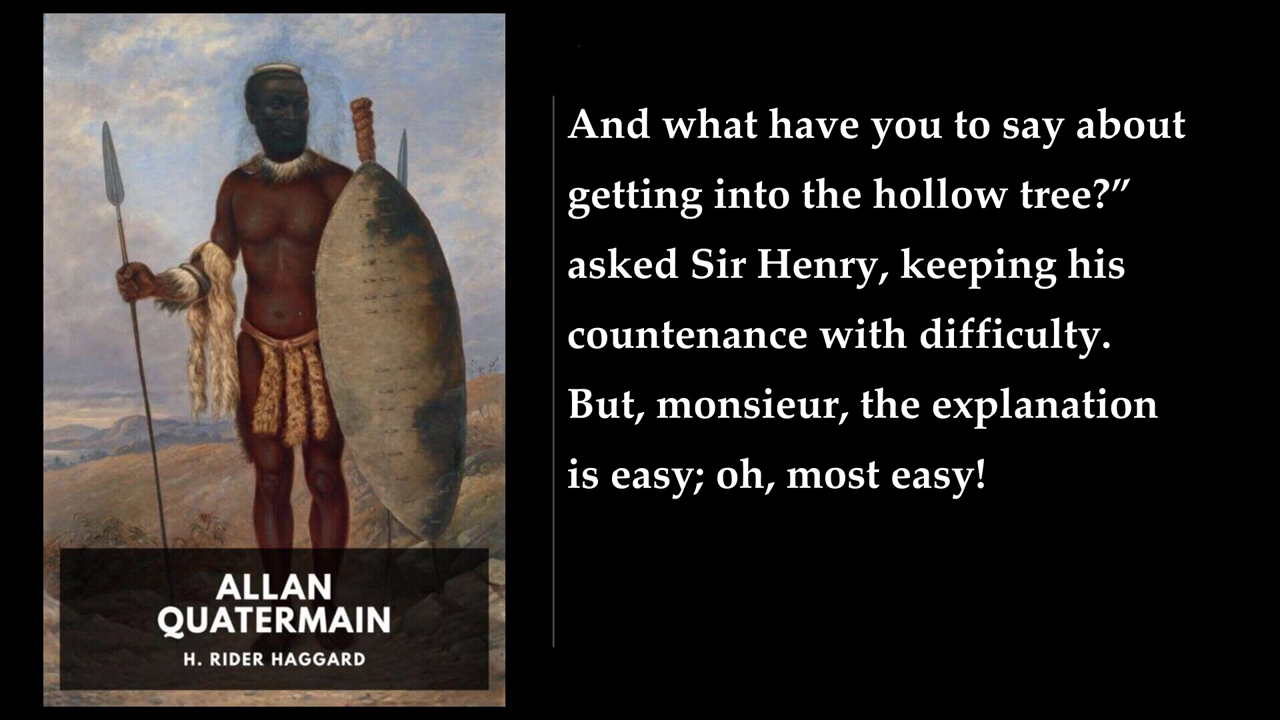 ALLAN
QUATERMAIN
H. RIDER HAGGARD
And what have you to say about
getting into the hollow tree?”
asked Sir Henry, keeping his
countenance with difficulty.
But, monsieur, the explanation
is easy; oh, most easy!